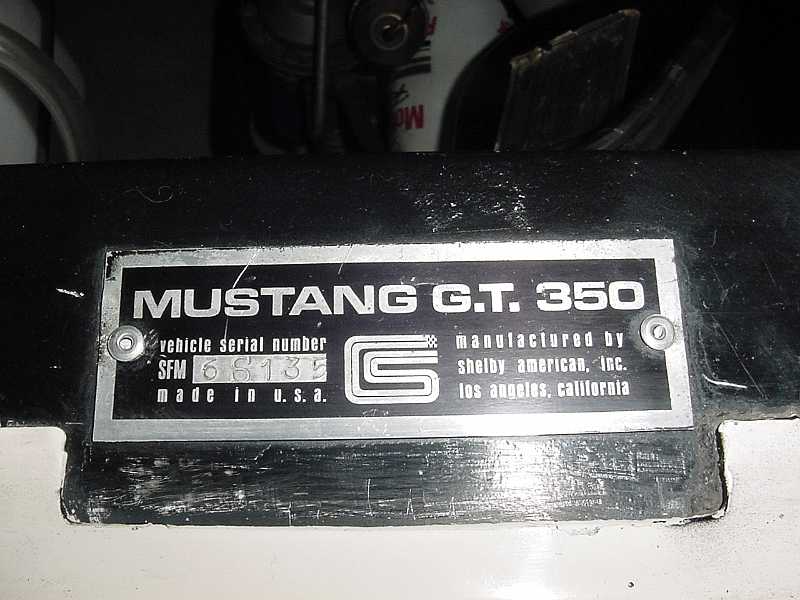 MUSTANG G.T. 350
vehicle serial number
SFM 6S135
made in u.s.a.
manufactured by
shelby american, inc.
los angeles, california